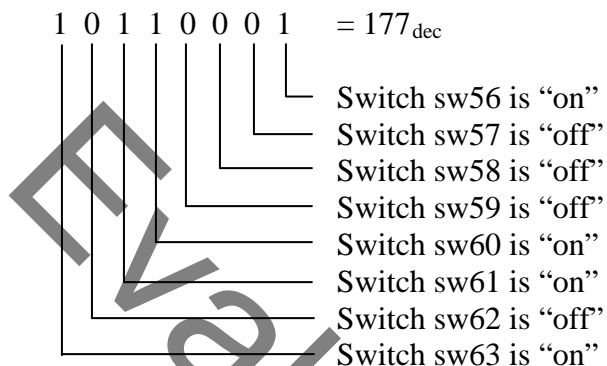 1 0 1 1 0 0 0 1 = 177dec
Switch sw56 is “on”
Switch sw57 is “off”
Switch sw58 is “off”
Switch sw59 is “off”
Switch sw60 is “on”
Switch sw61 is “on”
Switch sw62 is “off”
Switch sw63 is “on”